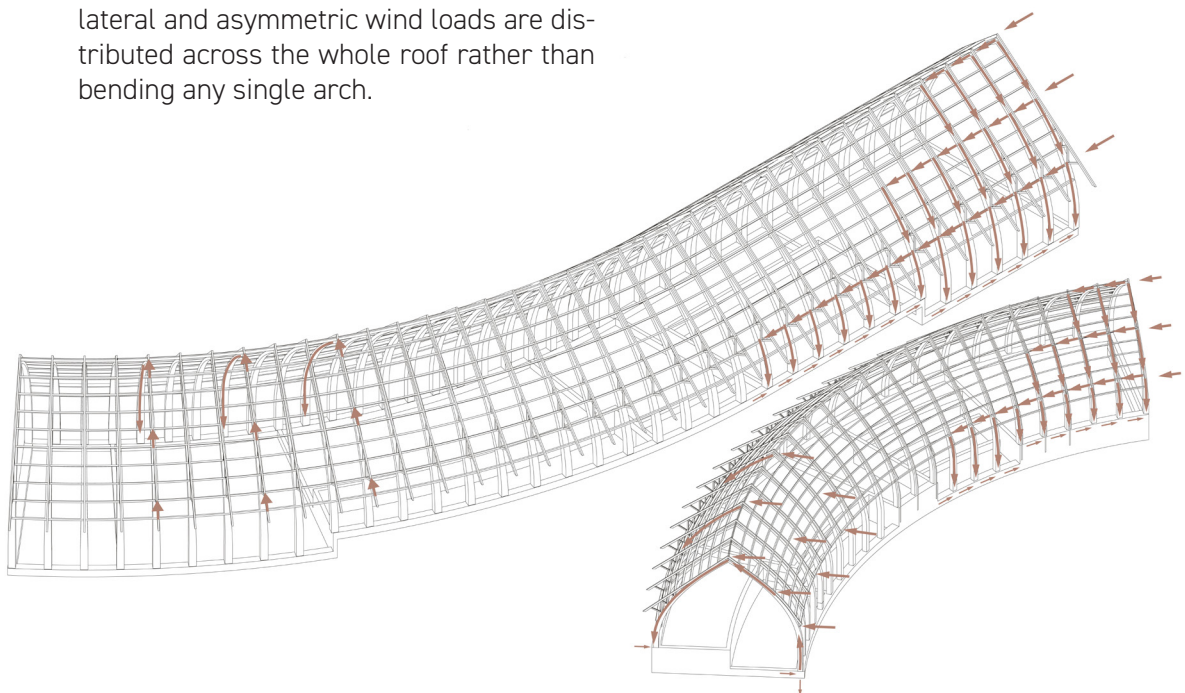 lateral and asymmetric wind loads are dis-
tributed across the whole roof rather than
bending any single arch.